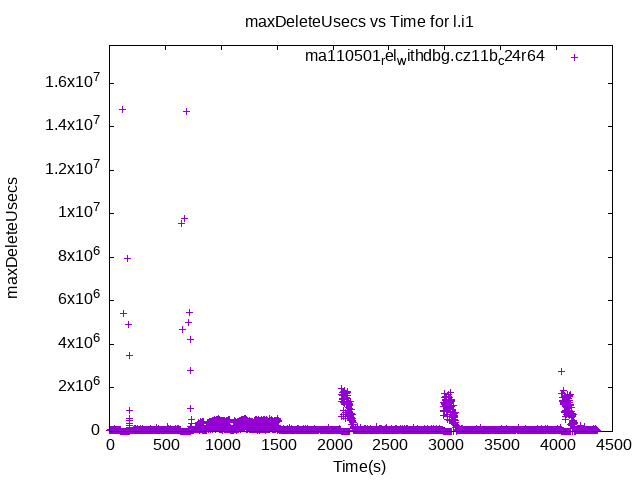 maxDeleteUsecs vs Time for l.i1
ma110501_rel_withdbg.cz11b_c24r64
1.6x10^7
1.4x10^7
1.2x10^7
1x10^7
8x10^6
6x10^6
4x10^6
2x10^6
0
maxDeleteUsecs
0 500 1000 1500 2000 2500 3000 3500 4000 4500
Time(s)